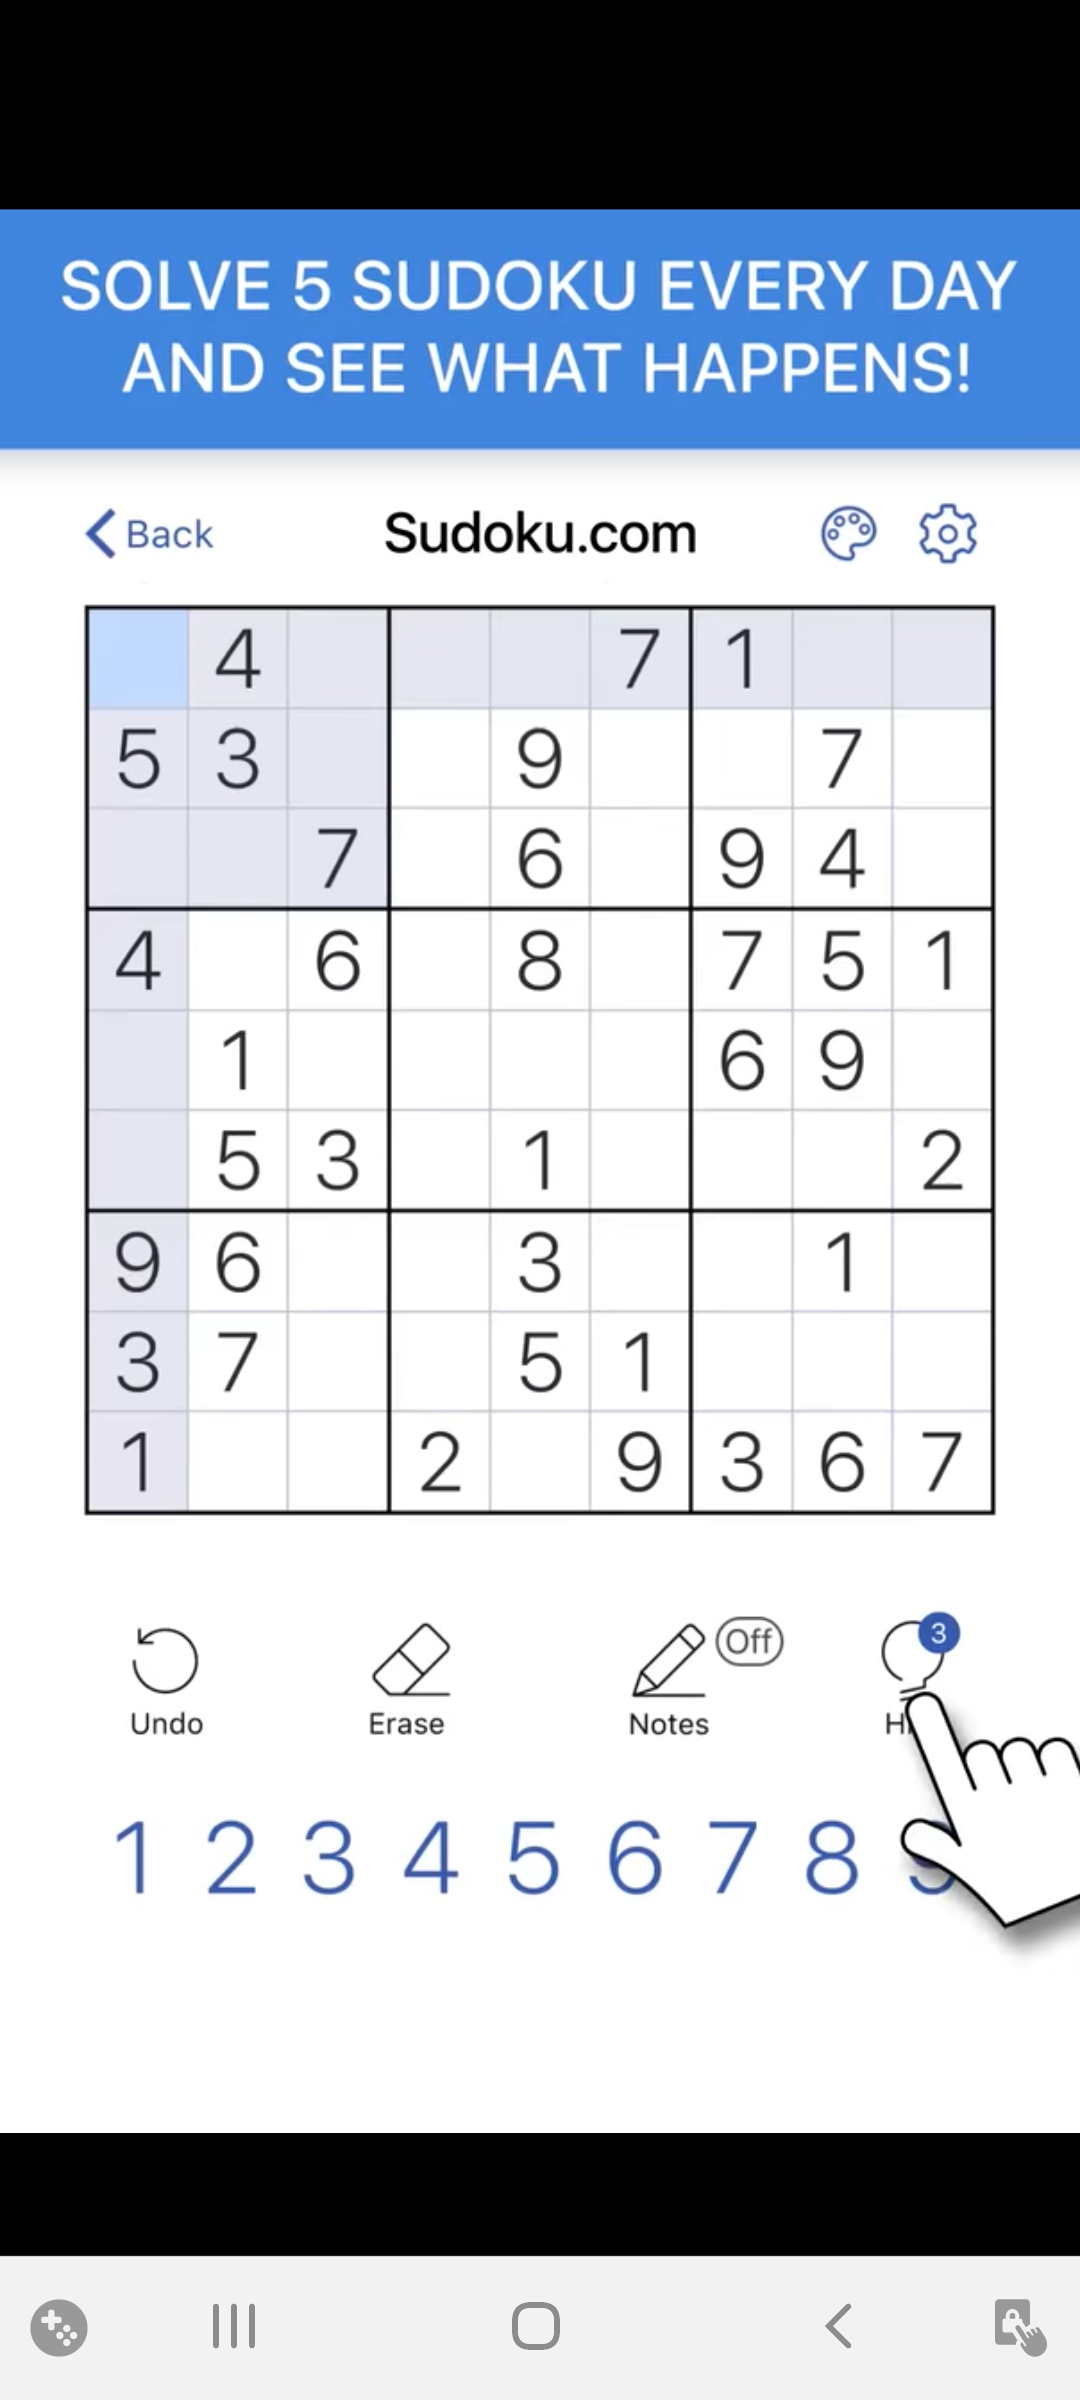 SOLVE 5 SUDOKU EVERY DAY
AND SEE WHAT HAPPENS!
Back
Sudoku.com
4 7 1
5 3 9 7
7 6 9 4
4 6 8 7 5 1
1 6 9
5 3 1 2
9 6 3 1
3 7 5 1
1 2 9 3 6 7
Off
3
Undo
Erase
Notes
1 2 3 4 5 6 7 8